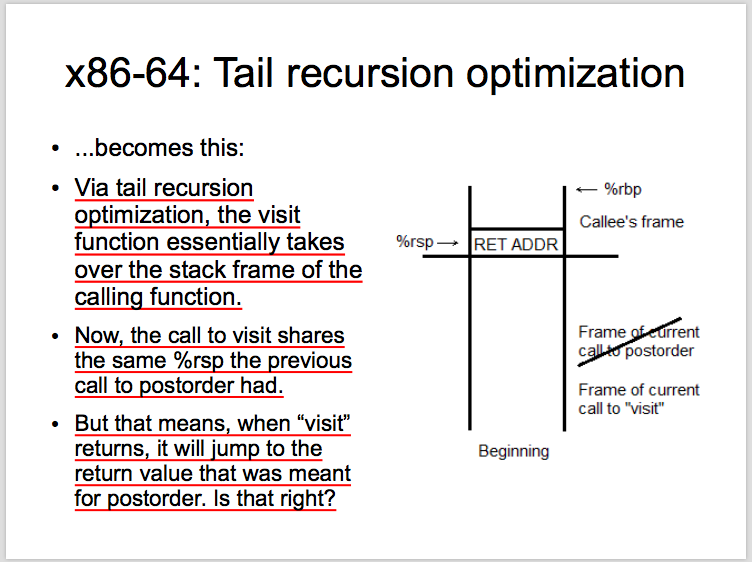 x86-64: Tail recursion optimization
• ...becomes this:
• Via tail recursion
optimization, the visit
function essentially takes
over the stack frame of the
calling function.
• Now, the call to visit shares
the same %rsp the previous
call to postorder had.
• But that means, when “visit”
returns, it will jump to the
return value that was meant
for postorder. Is that right?
%rbp
Callee's frame
%rsp
RET ADDR
Frame of current
call to postorder
Frame of current
call to "visit"
Beginning